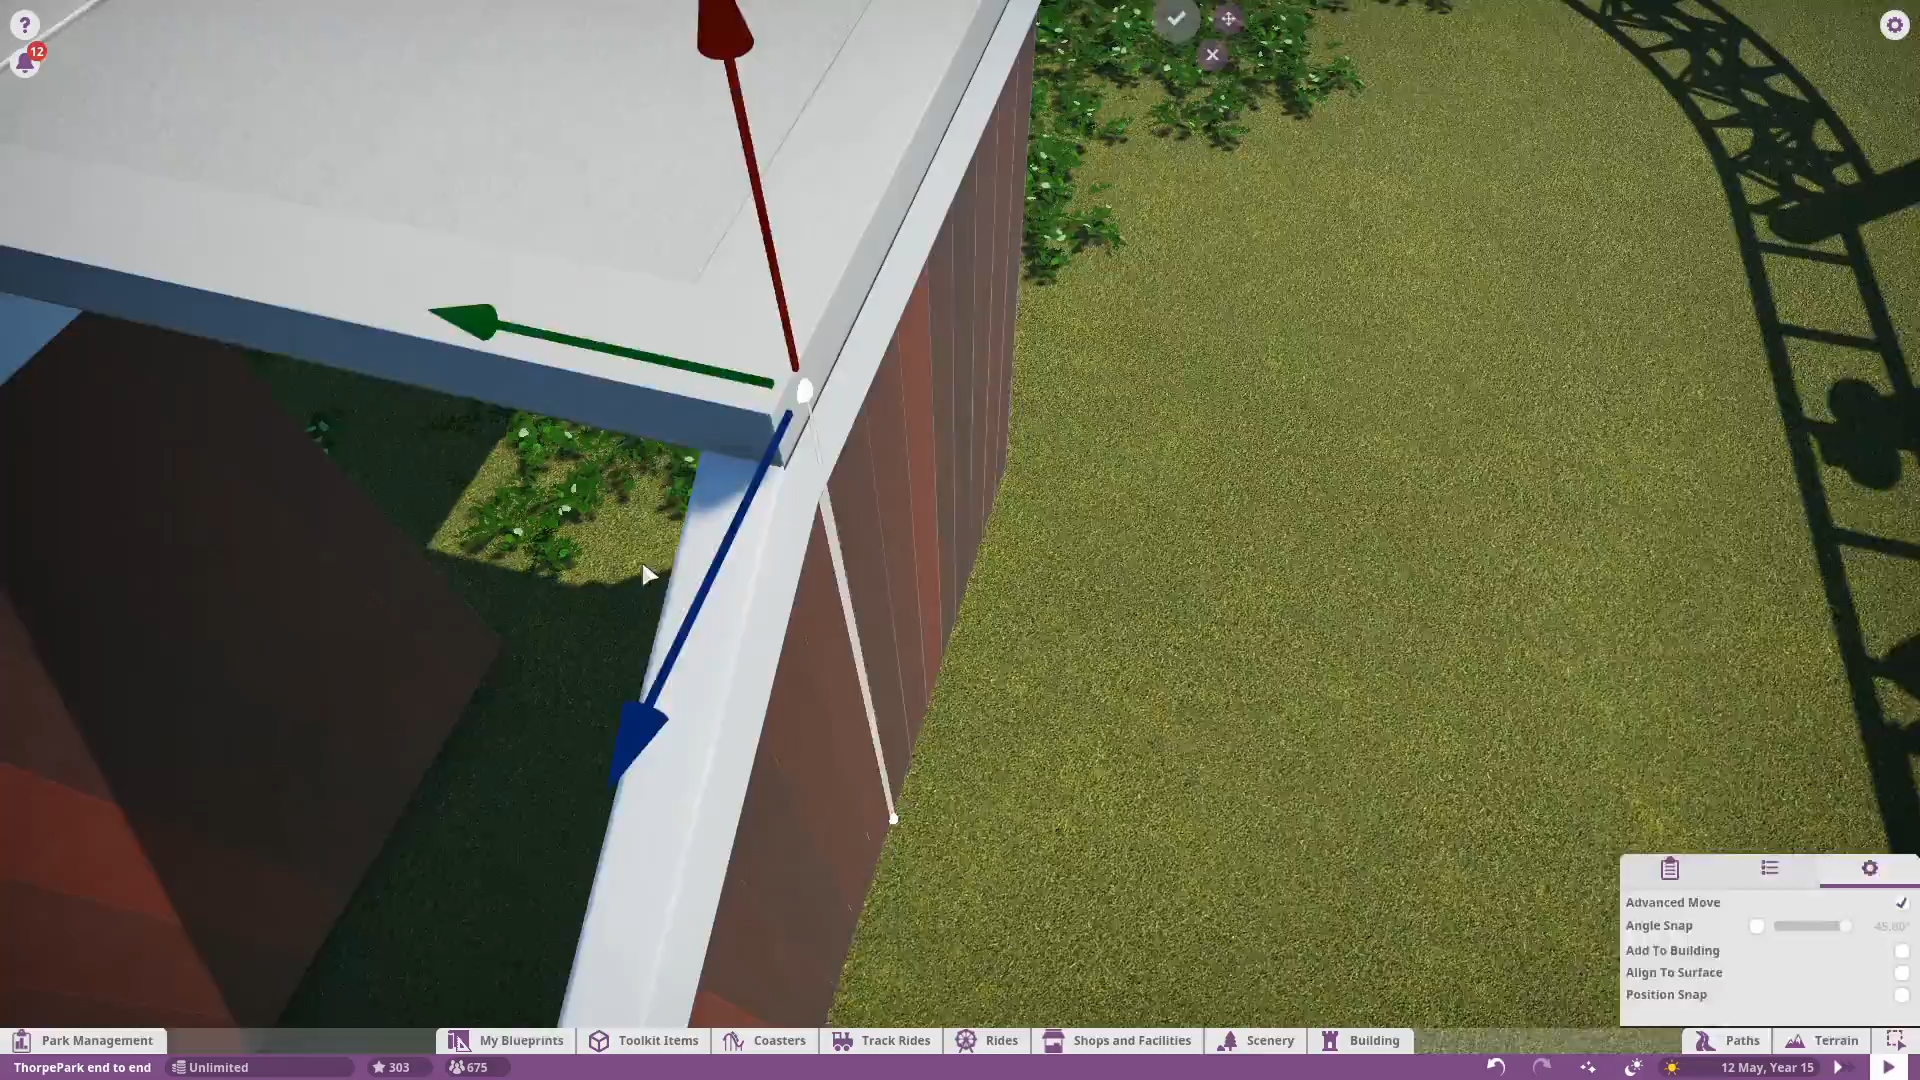 ?
12
Advanced Move
Angle Snap
45.00°
Add To Building
Align To Surface
Position Snap
Park Management
My Blueprints
Toolkit Items
Coasters
Track Rides
Rides
Shops and Facilities
Scenery
Building
Paths
Terrain
ThorpePark end to end
Unlimited
303
675
12 May, Year 15